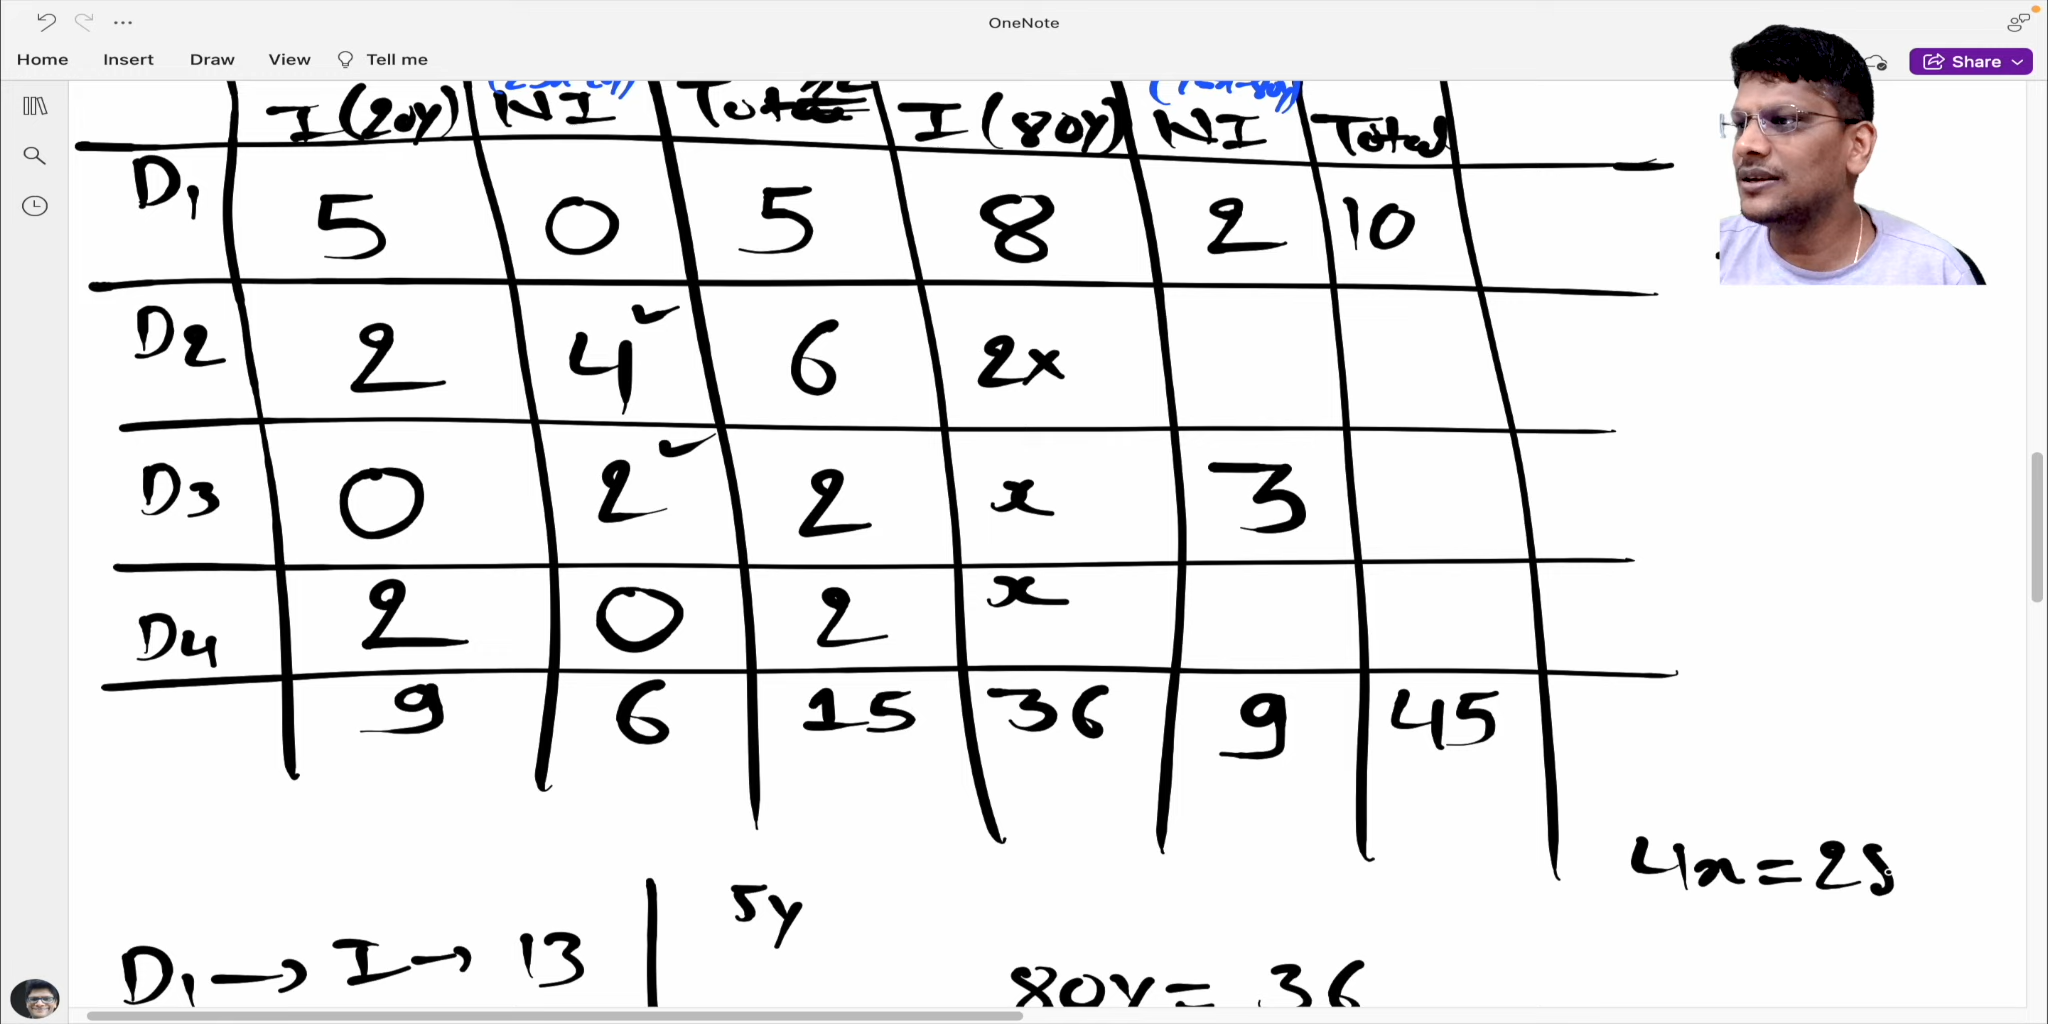 OneNote
Home Insert Draw View Tell me Share
I (20y) NI Total I (80y) NI Total
D1 5 0 5 8 2 10
D2 2 4 6 2x
D3 0 2 2 x 3
D4 2 0 2 x
9 6 15 36 9 45
4x = 28
5y
D1 → I → 13
80y = 36